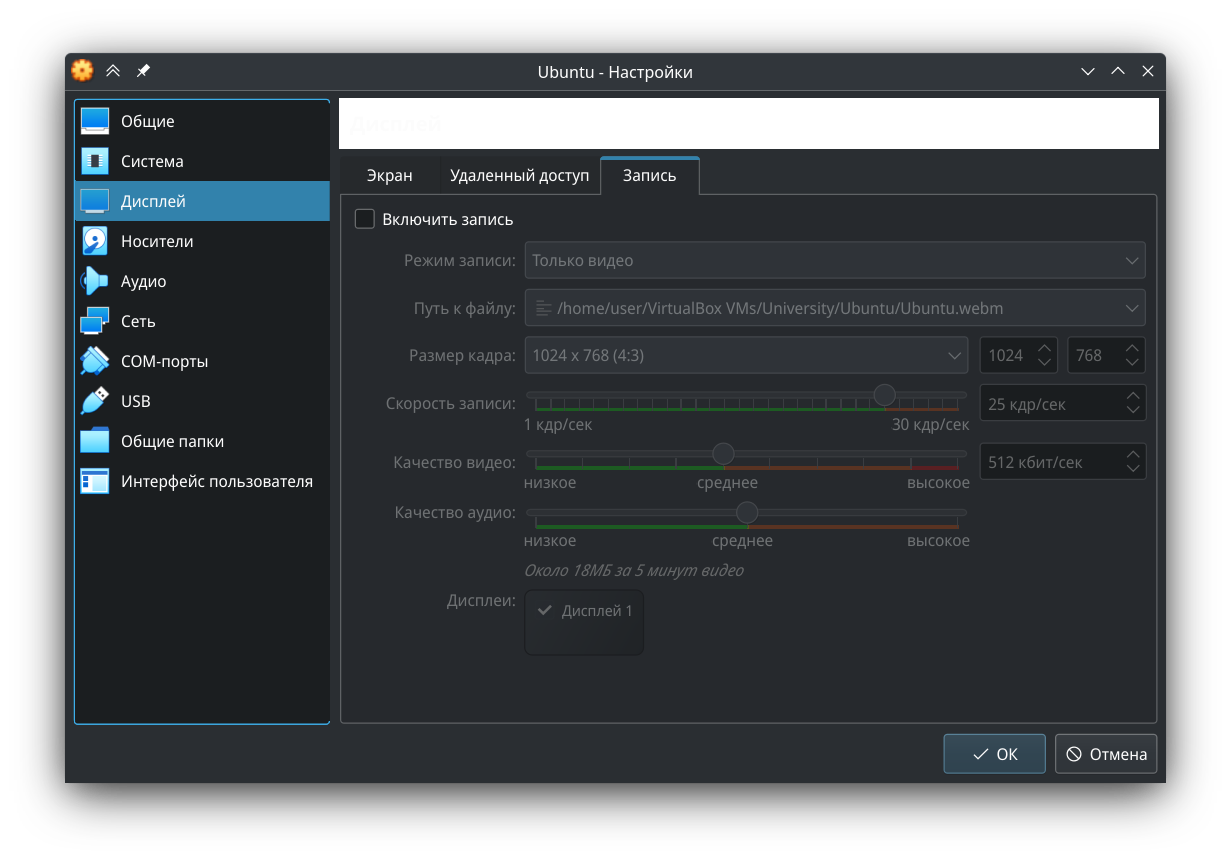 Ubuntu - Настройки
Общие
Система
Дисплей
Носители
Аудио
Сеть
COM-порты
USB
Общие папки
Интерфейс пользователя
Дисплей
Экран Удаленный доступ Запись
Включить запись
Режим записи: Только видео
Путь к файлу: /home/user/VirtualBox VMs/University/Ubuntu/Ubuntu.webm
Размер кадра: 1024 x 768 (4:3) 1024 768
Скорость записи: 25 кдр/сек
1 кдр/сек 30 кдр/сек
Качество видео: 512 кбит/сек
низкое среднее высокое
Качество аудио:
низкое среднее высокое
Около 18МБ за 5 минут видео
Дисплеи: Дисплей 1
ОК Отмена